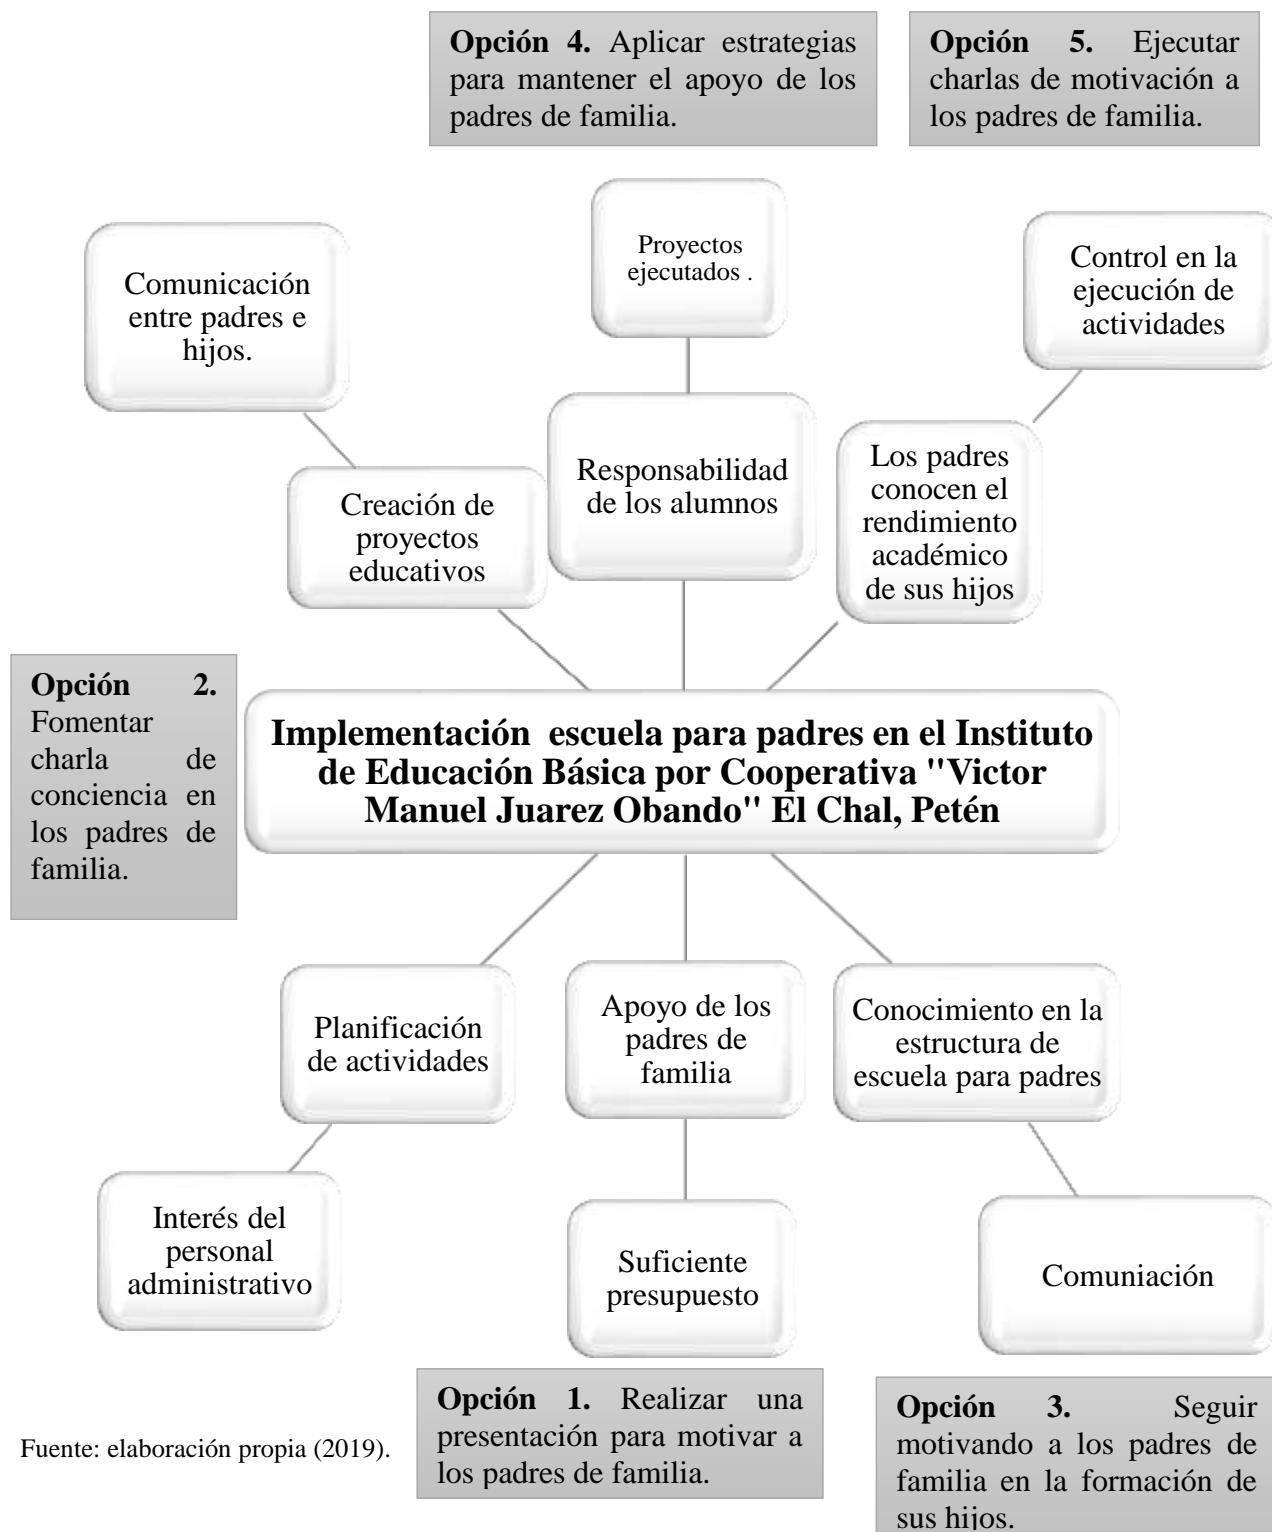 Opción 4. Aplicar estrategias
para mantener el apoyo de los
padres de familia.
Opción 5. Ejecutar
charlas de motivación a
los padres de familia.
Proyectos
ejecutados .
Comunicación
entre padres e
hijos.
Control en la
ejecución de
actividades
Creación de
proyectos
educativos
Responsabilidad
de los alumnos
Los padres
conocen el
rendimiento
académico
de sus hijos
Opción 2.
Fomentar
charla de
conciencia en
los padres de
familia.
Implementación escuela para padres en el Instituto
de Educación Básica por Cooperativa "Victor
Manuel Juarez Obando" El Chal, Petén
Planificación
de actividades
Apoyo de los
padres de
familia
Conocimiento en la
estructura de
escuela para padres
Interés del
personal
administrativo
Suficiente
presupuesto
Comuniación
Fuente: elaboración propia (2019).
Opción 1. Realizar una
presentación para motivar a
los padres de familia.
Opción 3. Seguir
motivando a los padres de
familia en la formación de
sus hijos.